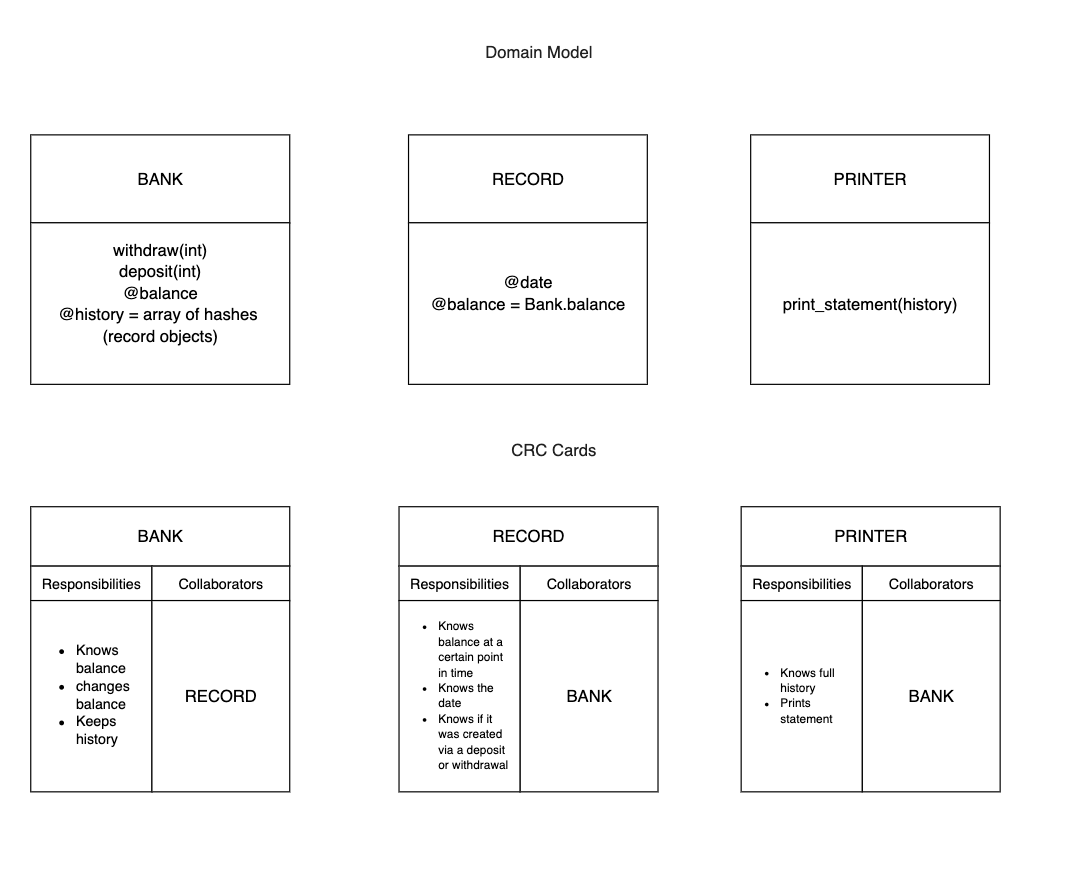 Domain Model
BANK
withdraw(int)
deposit(int)
@balance
@history = array of hashes
(record objects)
RECORD
@date
@balance = Bank.balance
PRINTER
print_statement(history)
CRC Cards
BANK
Responsibilities
Collaborators
• Knows
balance
• changes
balance
• Keeps
history
RECORD
RECORD
Responsibilities
Collaborators
• Knows
balance at a
certain point
in time
• Knows the
date
• Knows if it
was created
via a deposit
or withdrawal
BANK
PRINTER
Responsibilities
Collaborators
• Knows full
history
• Prints
statement
BANK